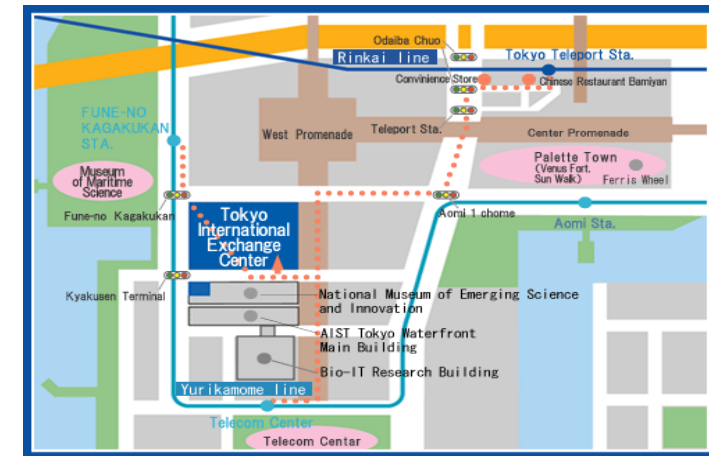 Odaiba Chuo
Rinkai line
Tokyo Teleport Sta.
Convinience Store
Chinese Restaurant Bamiyan
FUNE-NO
KAGAKUKAN
STA.
West Promenade
Teleport Sta.
Center Promenade
Palette Town
(Venus Fort,
Sun Walk)
Ferris Wheel
Museum
of Maritime
Science
Fune-no Kagakukan
Tokyo
International
Exchange
Center
Aomi 1 chome
Aomi Sta.
Kyakusen Terminal
National Museum of Emerging Science
and Innovation
AIST Tokyo Waterfront
Main Building
Bio-IT Research Building
Yurikamome line
Telecom Center
Telecom Centar